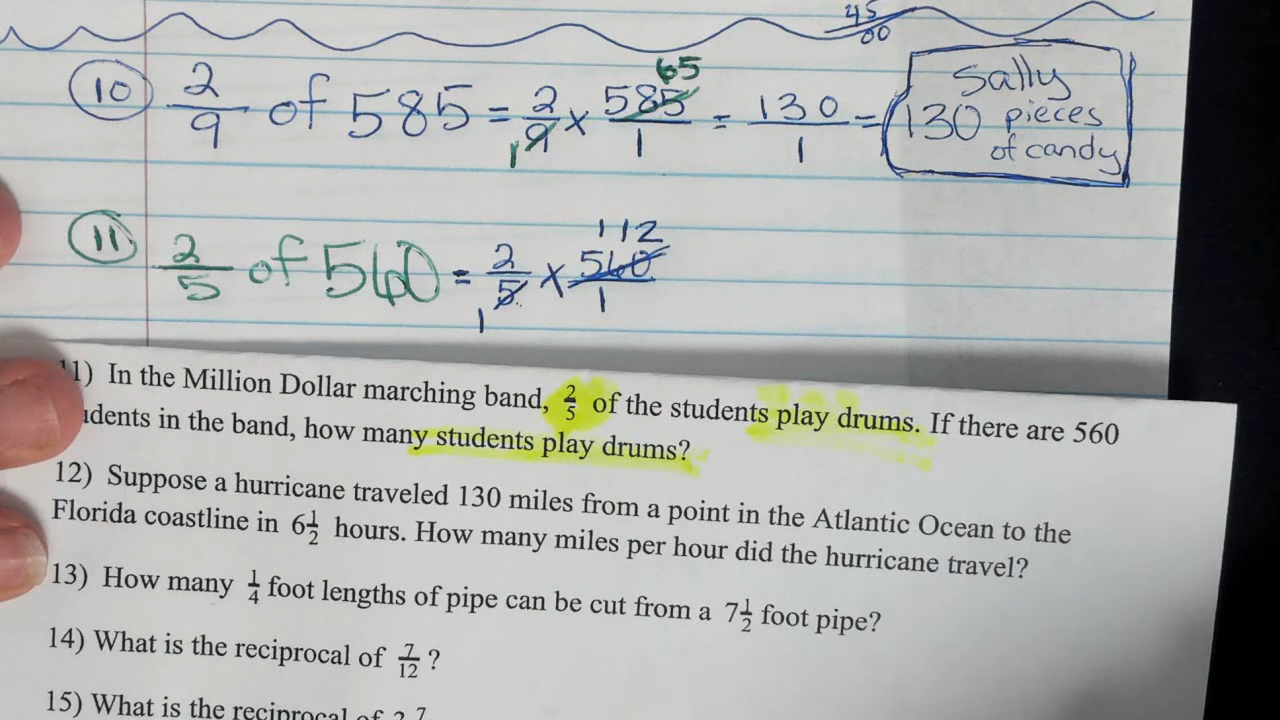 45
00
10 2/9 of 585 = 2/9 x 585/1 = 130/1 = Sally
65
1
130 pieces
of candy
11 2/5 of 560 = 2/5 x 560/1
112
1
11) In the Million Dollar marching band, 2/5 of the students play drums. If there are 560
udents in the band, how many students play drums?
12) Suppose a hurricane traveled 130 miles from a point in the Atlantic Ocean to the
Florida coastline in 6 1/2 hours. How many miles per hour did the hurricane travel?
13) How many 1/4 foot lengths of pipe can be cut from a 7 1/2 foot pipe?
14) What is the reciprocal of 7/12 ?
15) What is the reciprocal of 7